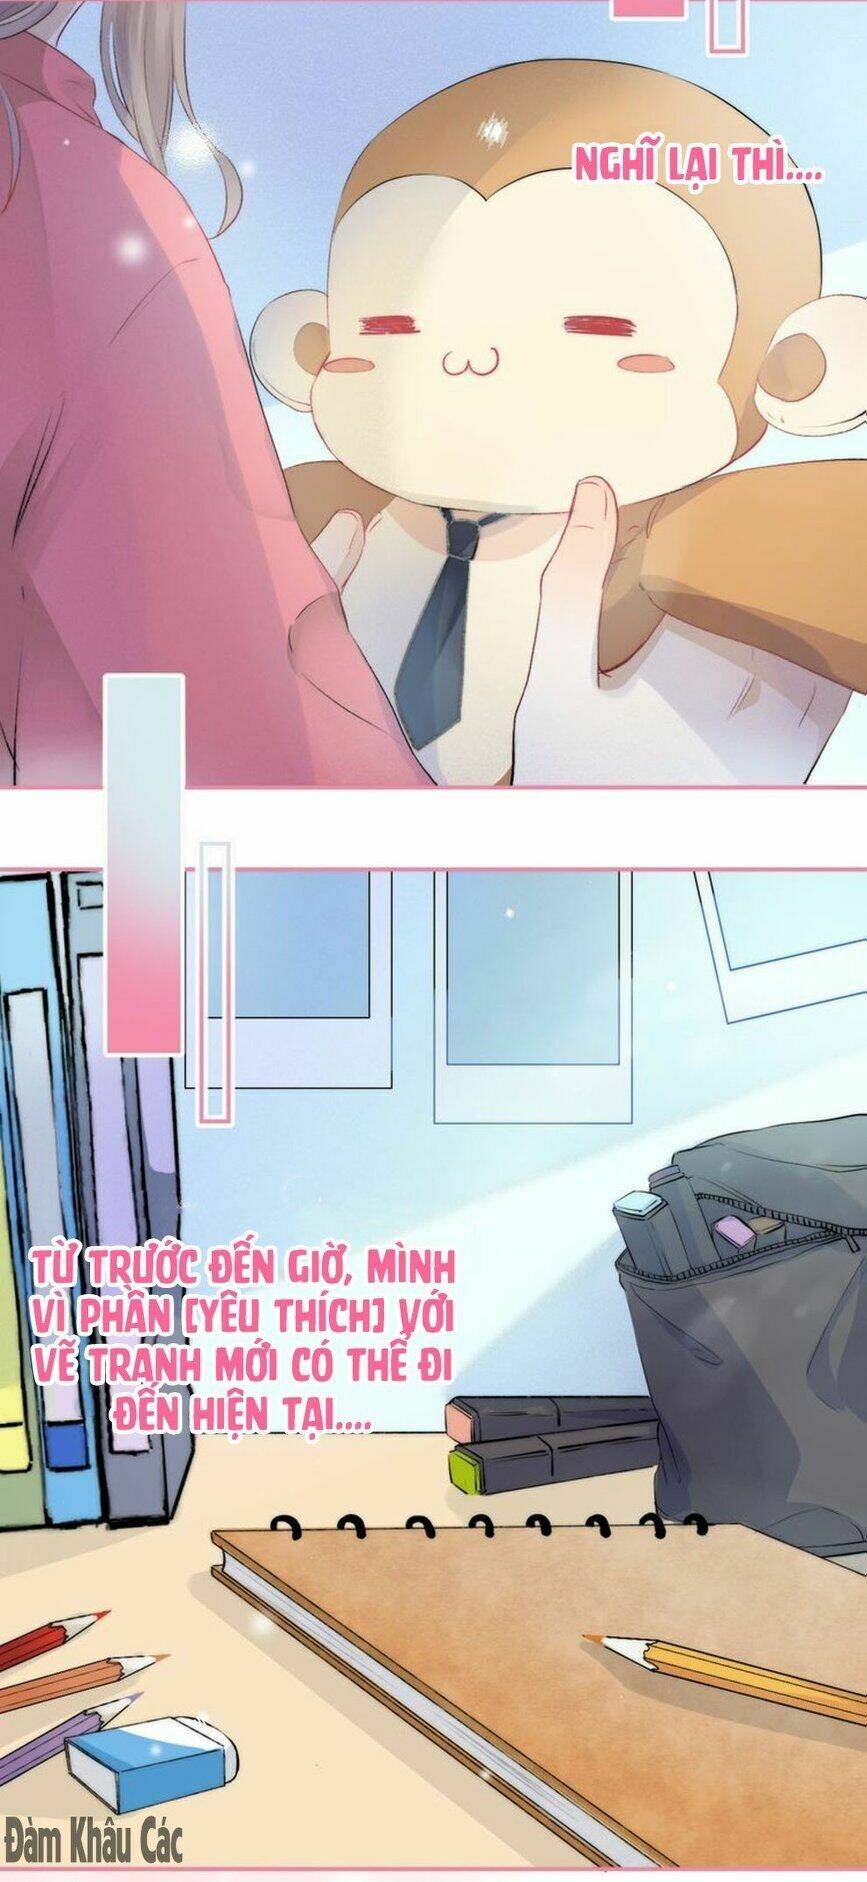 NGHĨ LẠI THÌ....
TỪ TRƯỚC ĐẾN GIỜ, MÌNH
VÌ PHẦN [YÊU THÍCH] VỚI
VẼ TRANH MỚI CÓ THỂ ĐI
ĐẾN HIỆN TẠI....
Đàm Khâu Các